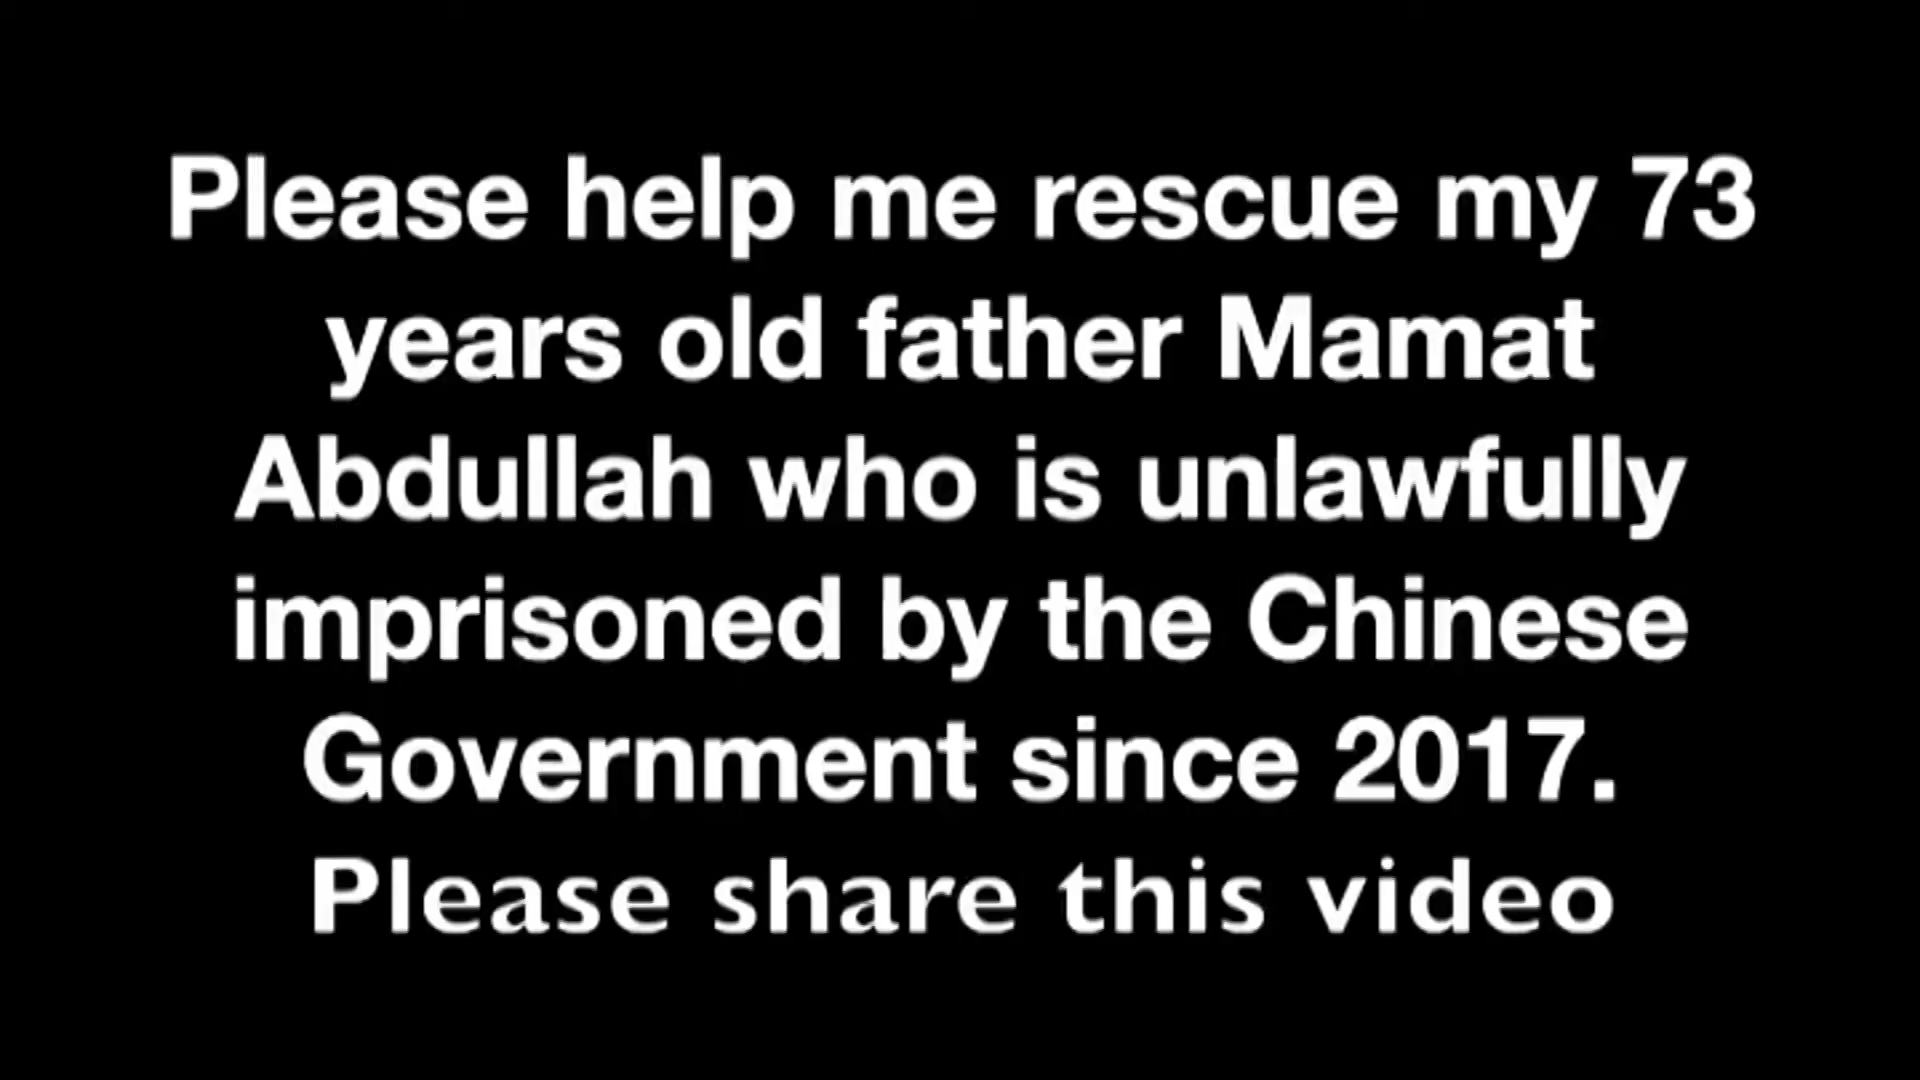 Please help me rescue my 73
years old father Mamat
Abdullah who is unlawfully
imprisoned by the Chinese
Government since 2017.
Please share this video